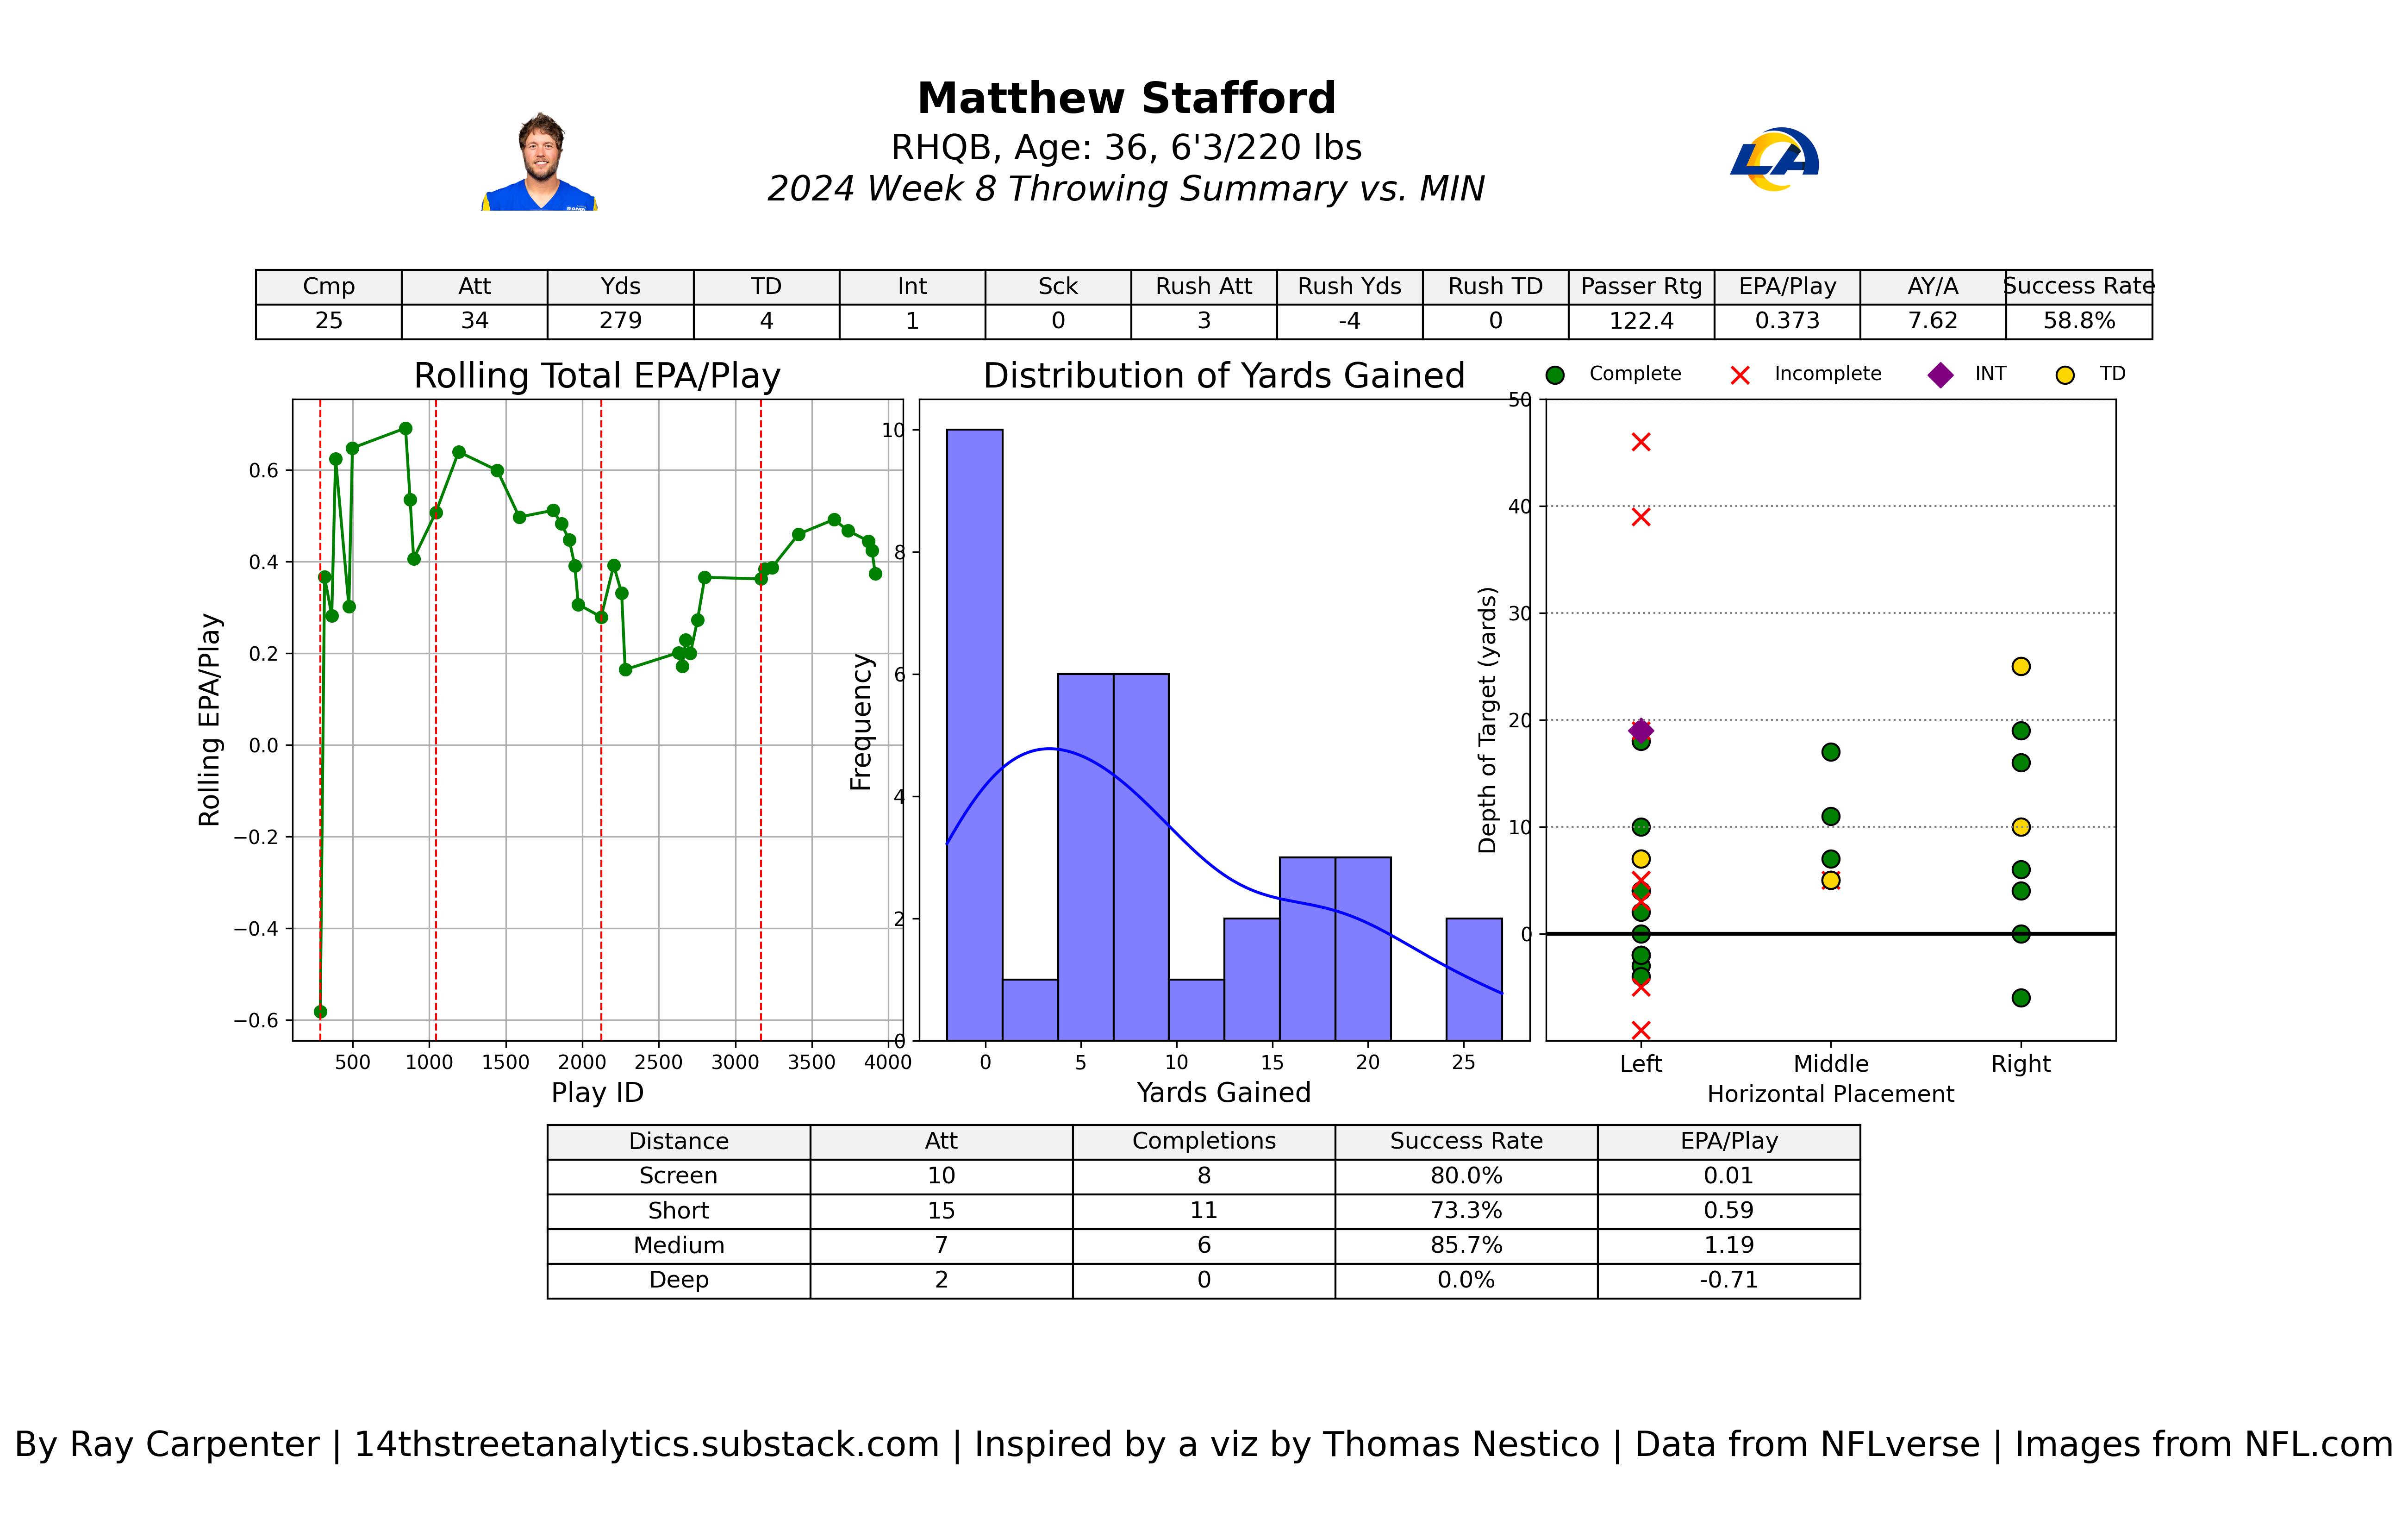 Matthew Stafford
RHQB, Age: 36, 6'3/220 lbs
2024 Week 8 Throwing Summary vs. MIN
LA
Cmp Att Yds TD Int Sck Rush Att Rush Yds Rush TD Passer Rtg EPA/Play AY/A Success Rate
25 34 279 4 1 0 3 -4 0 122.4 0.373 7.62 58.8%
Rolling Total EPA/Play
Rolling EPA/Play
0.6
0.4
0.2
0.0
−0.2
−0.4
−0.6
500 1000 1500 2000 2500 3000 3500 4000
Play ID
Distribution of Yards Gained
Frequency
10
8
6
4
2
0
0 5 10 15 20 25
Yards Gained
Complete Incomplete INT TD
Depth of Target (yards)
50
40
30
20
10
0
Left Middle Right
Horizontal Placement
Distance Att Completions Success Rate EPA/Play
Screen 10 8 80.0% 0.01
Short 15 11 73.3% 0.59
Medium 7 6 85.7% 1.19
Deep 2 0 0.0% -0.71
By Ray Carpenter | 14thstreetanalytics.substack.com | Inspired by a viz by Thomas Nestico | Data from NFLverse | Images from NFL.com